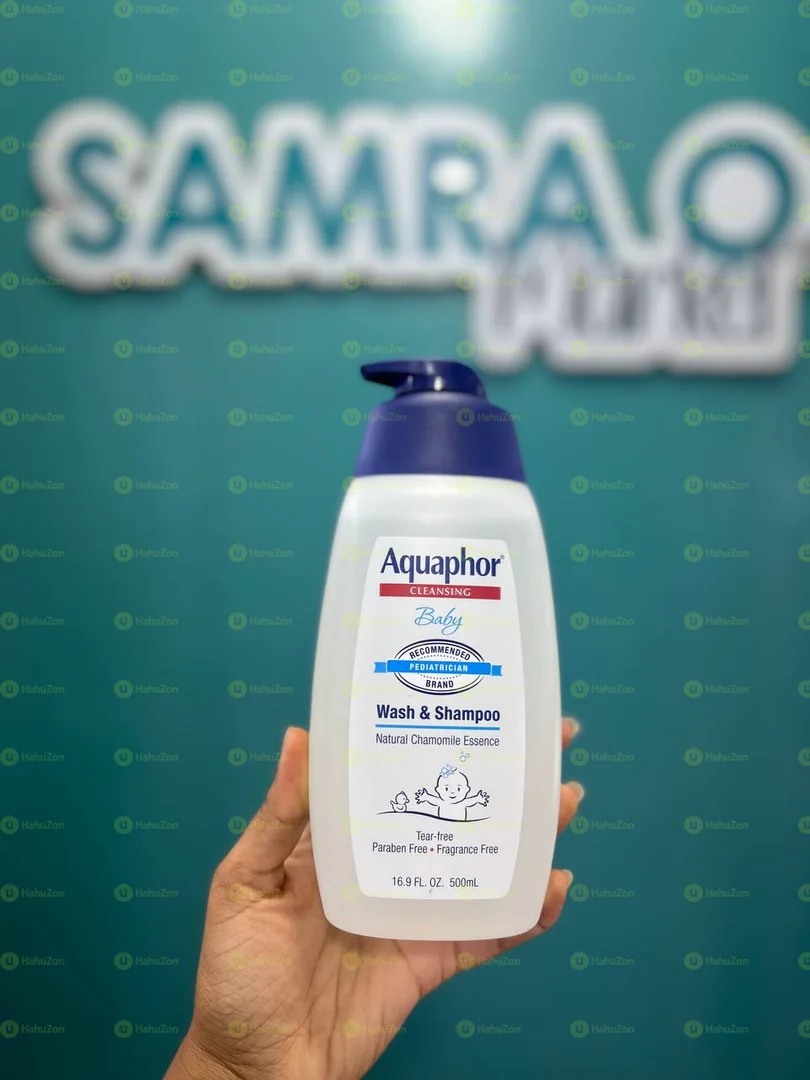 SAMRA.O
Aquaphor®
CLEANSING
Baby
RECOMMENDED
PEDIATRICIAN
BRAND
Wash & Shampoo
Natural Chamomile Essence
Tear-free
Paraben Free • Fragrance Free
16.9 FL. OZ. 500mL
HahuZon